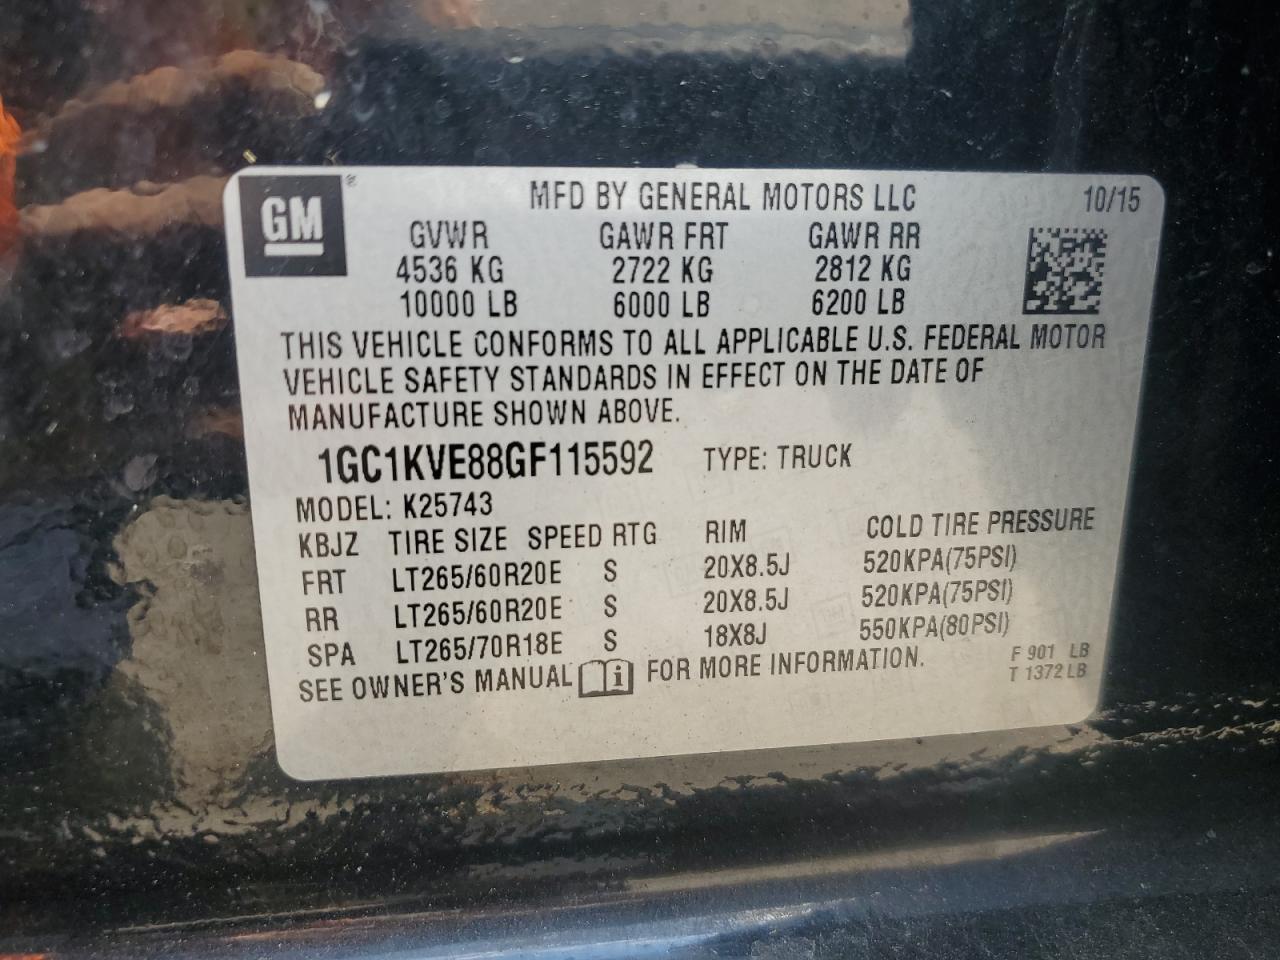 GM ® MFD BY GENERAL MOTORS LLC 10/15
GVWR GAWR FRT GAWR RR
4536 KG 2722 KG 2812 KG
10000 LB 6000 LB 6200 LB
THIS VEHICLE CONFORMS TO ALL APPLICABLE U.S. FEDERAL MOTOR
VEHICLE SAFETY STANDARDS IN EFFECT ON THE DATE OF
MANUFACTURE SHOWN ABOVE.
1GC1KVE88GF115592 TYPE: TRUCK
MODEL: K25743
KBJZ TIRE SIZE SPEED RTG RIM COLD TIRE PRESSURE
FRT LT265/60R20E S 20X8.5J 520KPA(75PSI)
RR LT265/60R20E S 20X8.5J 520KPA(75PSI)
SPA LT265/70R18E S 18X8J 550KPA(80PSI)
SEE OWNER'S MANUAL i FOR MORE INFORMATION.
F 901 LB
T 1372 LB